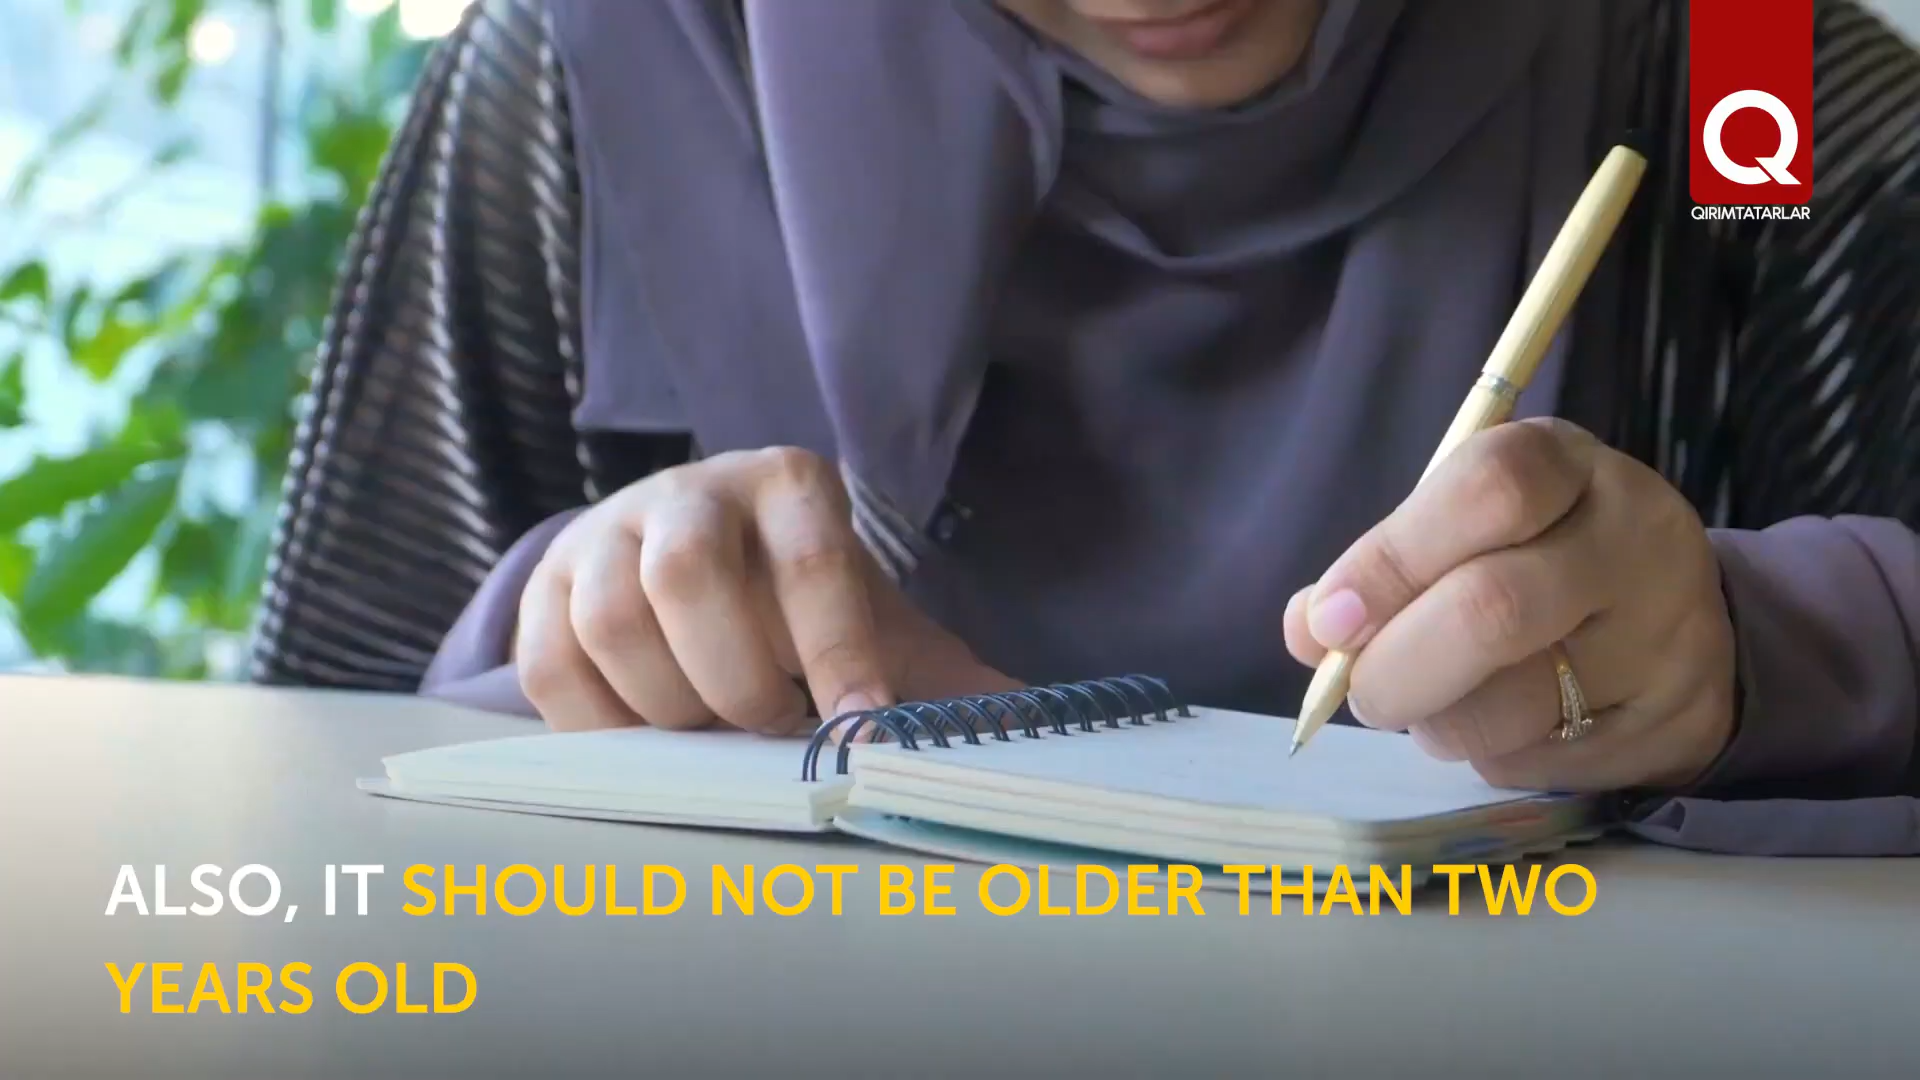 QIRIMTATARLAR
ALSO, IT SHOULD NOT BE OLDER THAN TWO
YEARS OLD